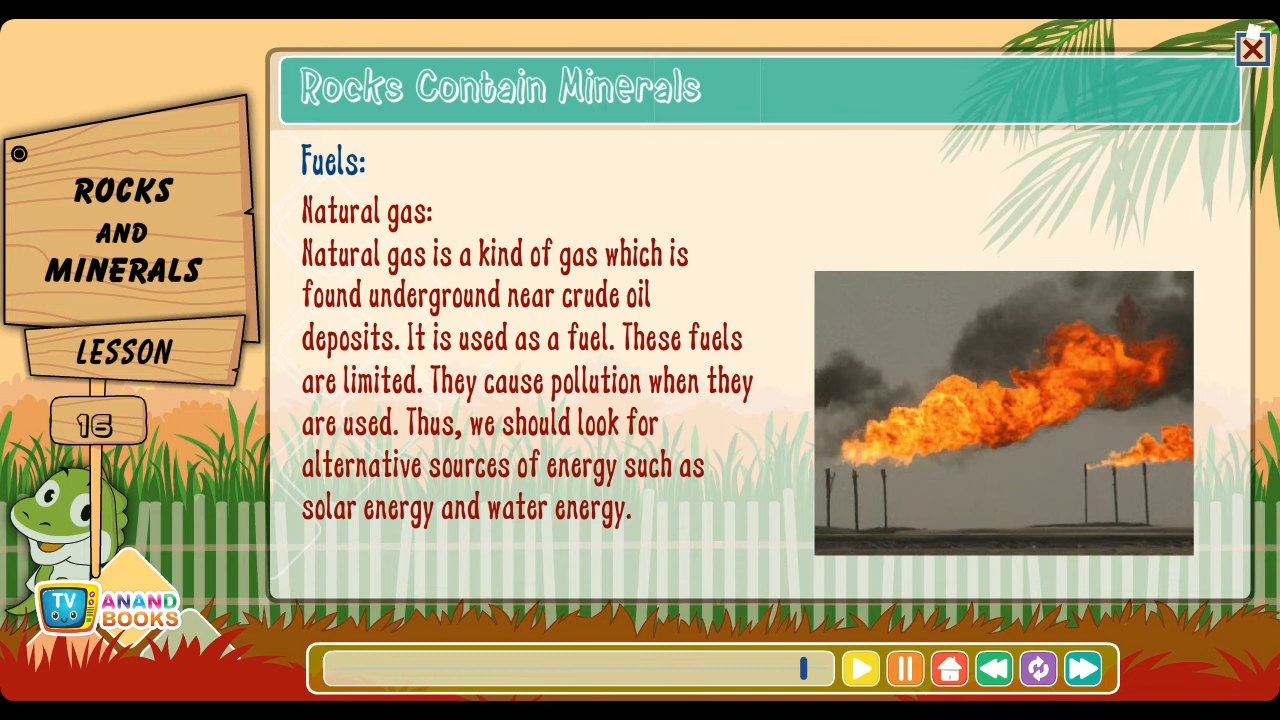 Rocks Contain Minerals
ROCKS
AND
MINERALS
LESSON
16
Fuels:
Natural gas:
Natural gas is a kind of gas which is
found underground near crude oil
deposits. It is used as a fuel. These fuels
are limited. They cause pollution when they
are used. Thus, we should look for
alternative sources of energy such as
solar energy and water energy.
TV
ANAND
BOOKS